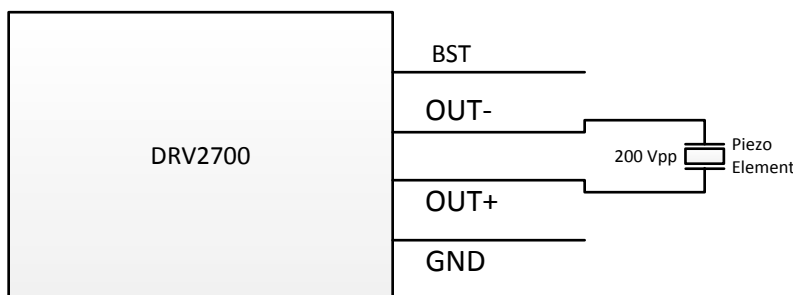 BST
OUT-
DRV2700
200 Vpp
Piezo
Element
OUT+
GND